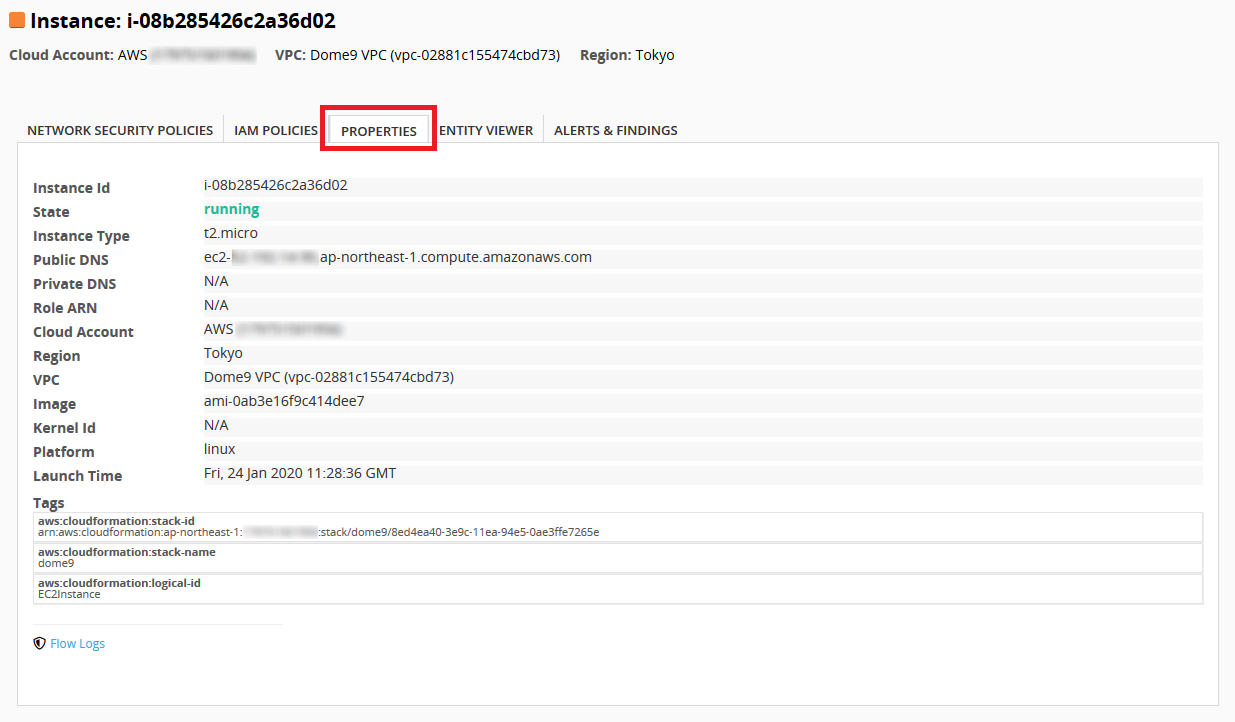 Instance: i-08b285426c2a36d02
Cloud Account: AWS VPC: Dome9 VPC (vpc-02881c155474cbd73) Region: Tokyo
NETWORK SECURITY POLICIES IAM POLICIES PROPERTIES ENTITY VIEWER ALERTS & FINDINGS
Instance Id i-08b285426c2a36d02
State running
Instance Type t2.micro
Public DNS ec2- .ap-northeast-1.compute.amazonaws.com
Private DNS N/A
Role ARN N/A
Cloud Account AWS
Region Tokyo
VPC Dome9 VPC (vpc-02881c155474cbd73)
Image ami-0ab3e16f9c414dee7
Kernel Id N/A
Platform linux
Launch Time Fri, 24 Jan 2020 11:28:36 GMT
Tags
aws:cloudformation:stack-id
arn:aws:cloudformation:ap-northeast-1: :stack/dome9/8ed4ea40-3e9c-11ea-94e5-0ae3ffe7265e
aws:cloudformation:stack-name
dome9
aws:cloudformation:logical-id
EC2Instance
Flow Logs